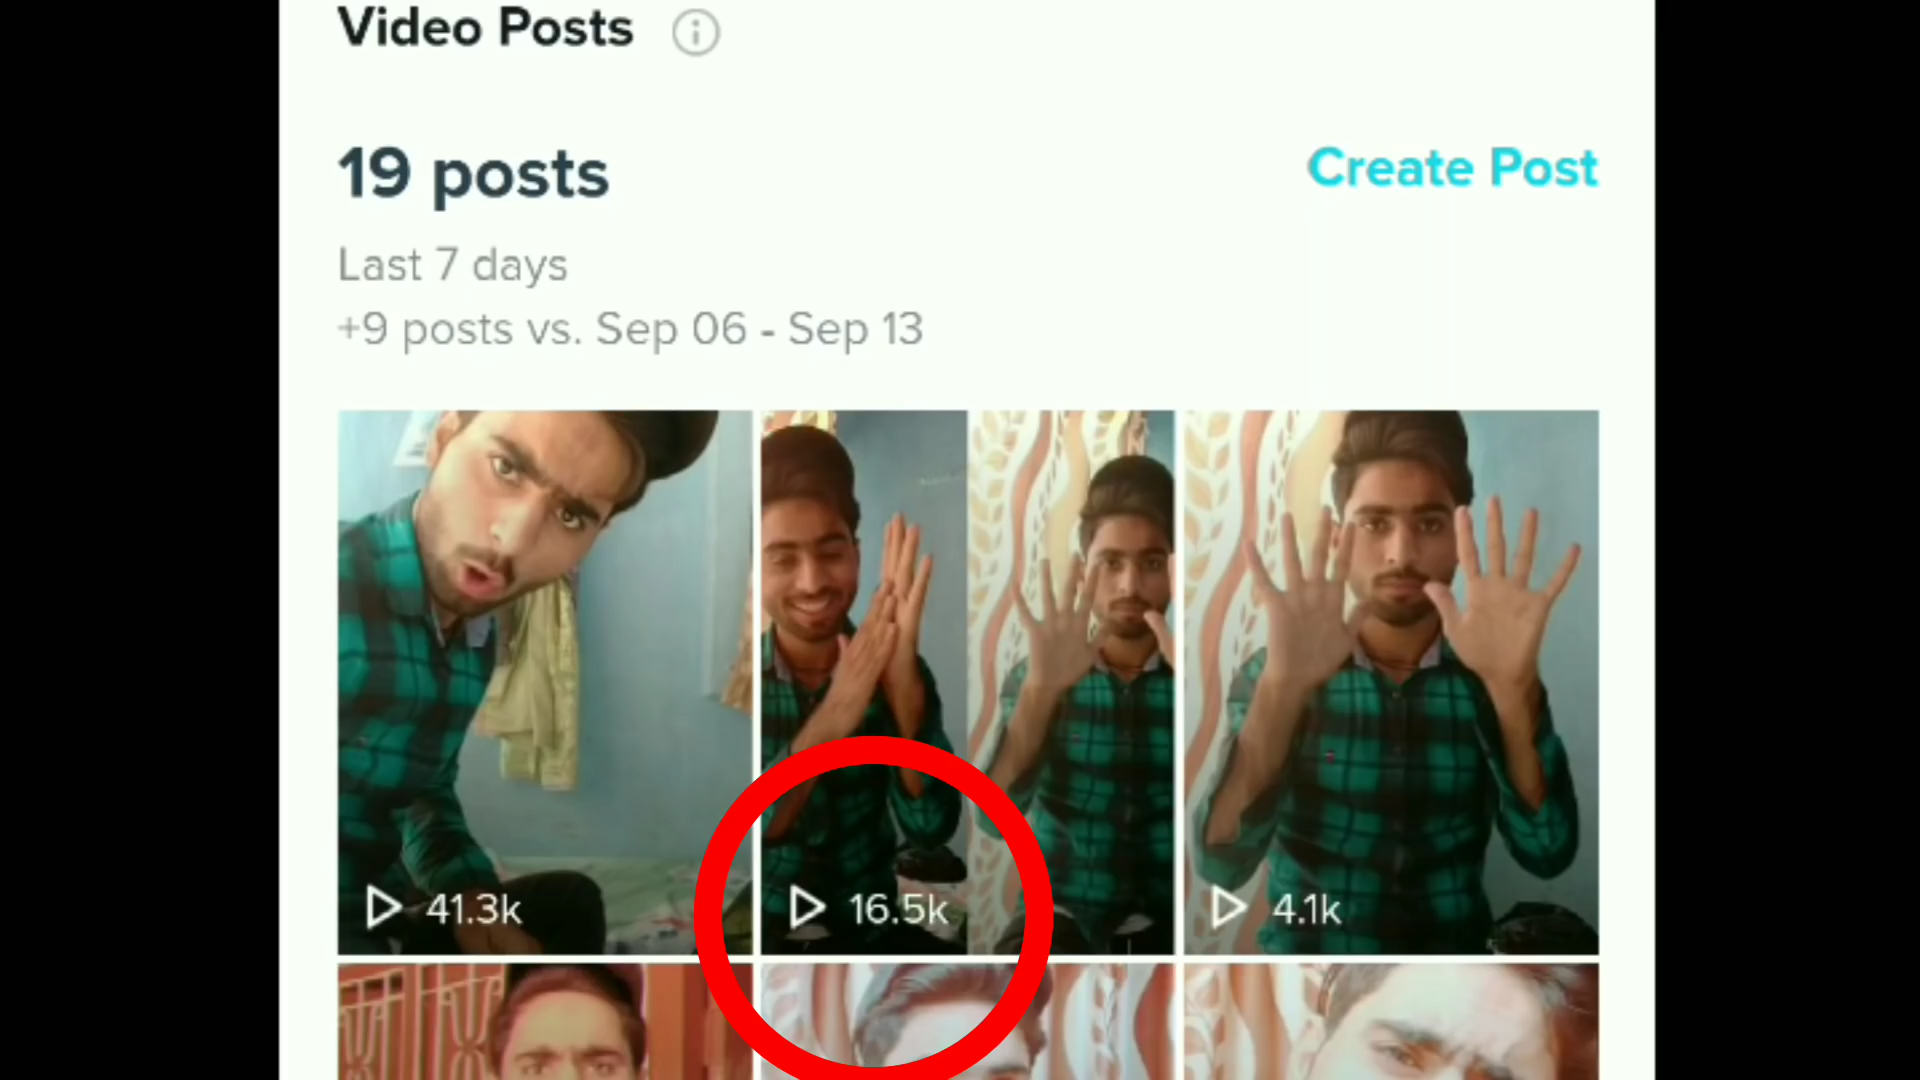 Video Posts
19 posts
Create Post
Last 7 days
+9 posts vs. Sep 06 - Sep 13
41.3k
16.5k
4.1k